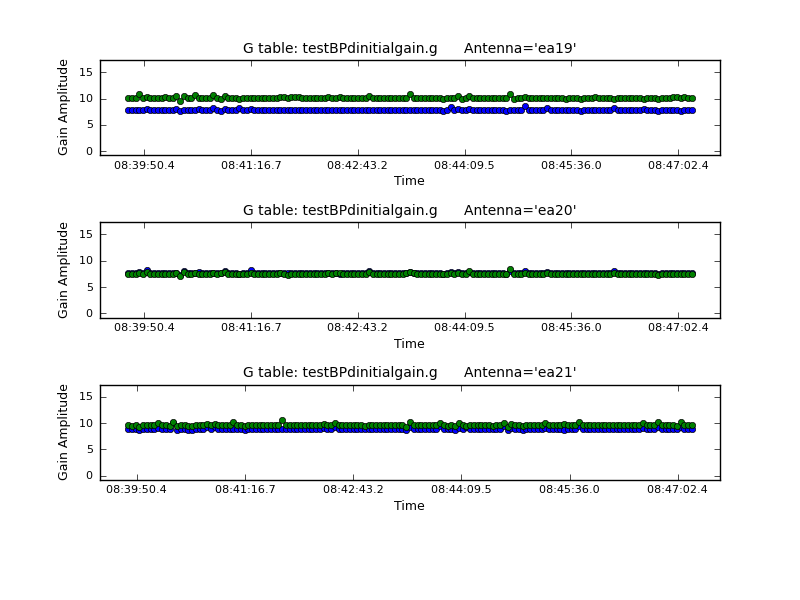 G table: testBPdinitialgain.g Antenna='ea19'
Gain Amplitude
15
10
5
0
08:39:50.4 08:41:16.7 08:42:43.2 08:44:09.5 08:45:36.0 08:47:02.4
Time
G table: testBPdinitialgain.g Antenna='ea20'
Gain Amplitude
15
10
5
0
08:39:50.4 08:41:16.7 08:42:43.2 08:44:09.5 08:45:36.0 08:47:02.4
Time
G table: testBPdinitialgain.g Antenna='ea21'
Gain Amplitude
15
10
5
0
08:39:50.4 08:41:16.7 08:42:43.2 08:44:09.5 08:45:36.0 08:47:02.4
Time